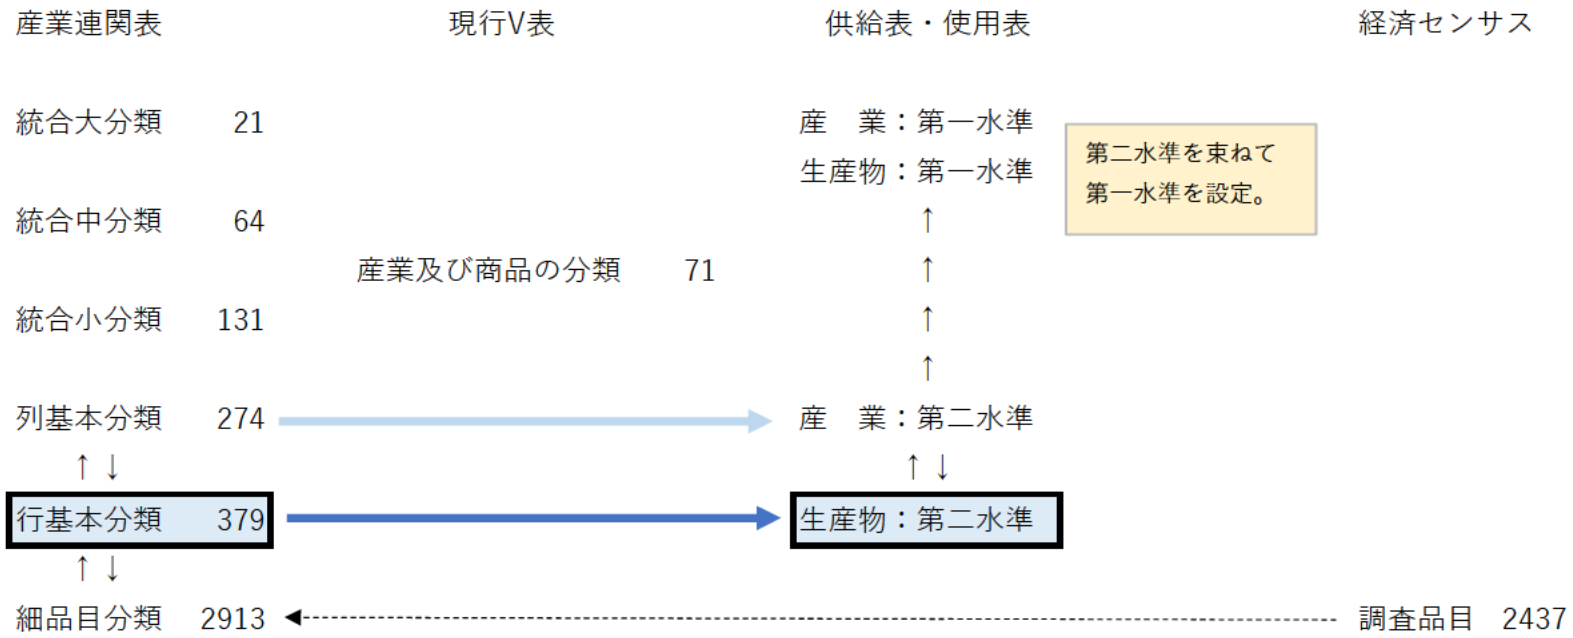 産業連関表 現行V表 供給表・使用表 経済センサス
統合大分類 21 産　業：第一水準
第二水準を束ねて
生産物：第一水準
第一水準を設定。
統合中分類 64 ↑
産業及び商品の分類 71 ↑
統合小分類 131 ↑
↑
列基本分類 274 産　業：第二水準
↑↓ ↑↓
行基本分類 379 生産物：第二水準
↑↓
細品目分類 2913 調査品目 2437